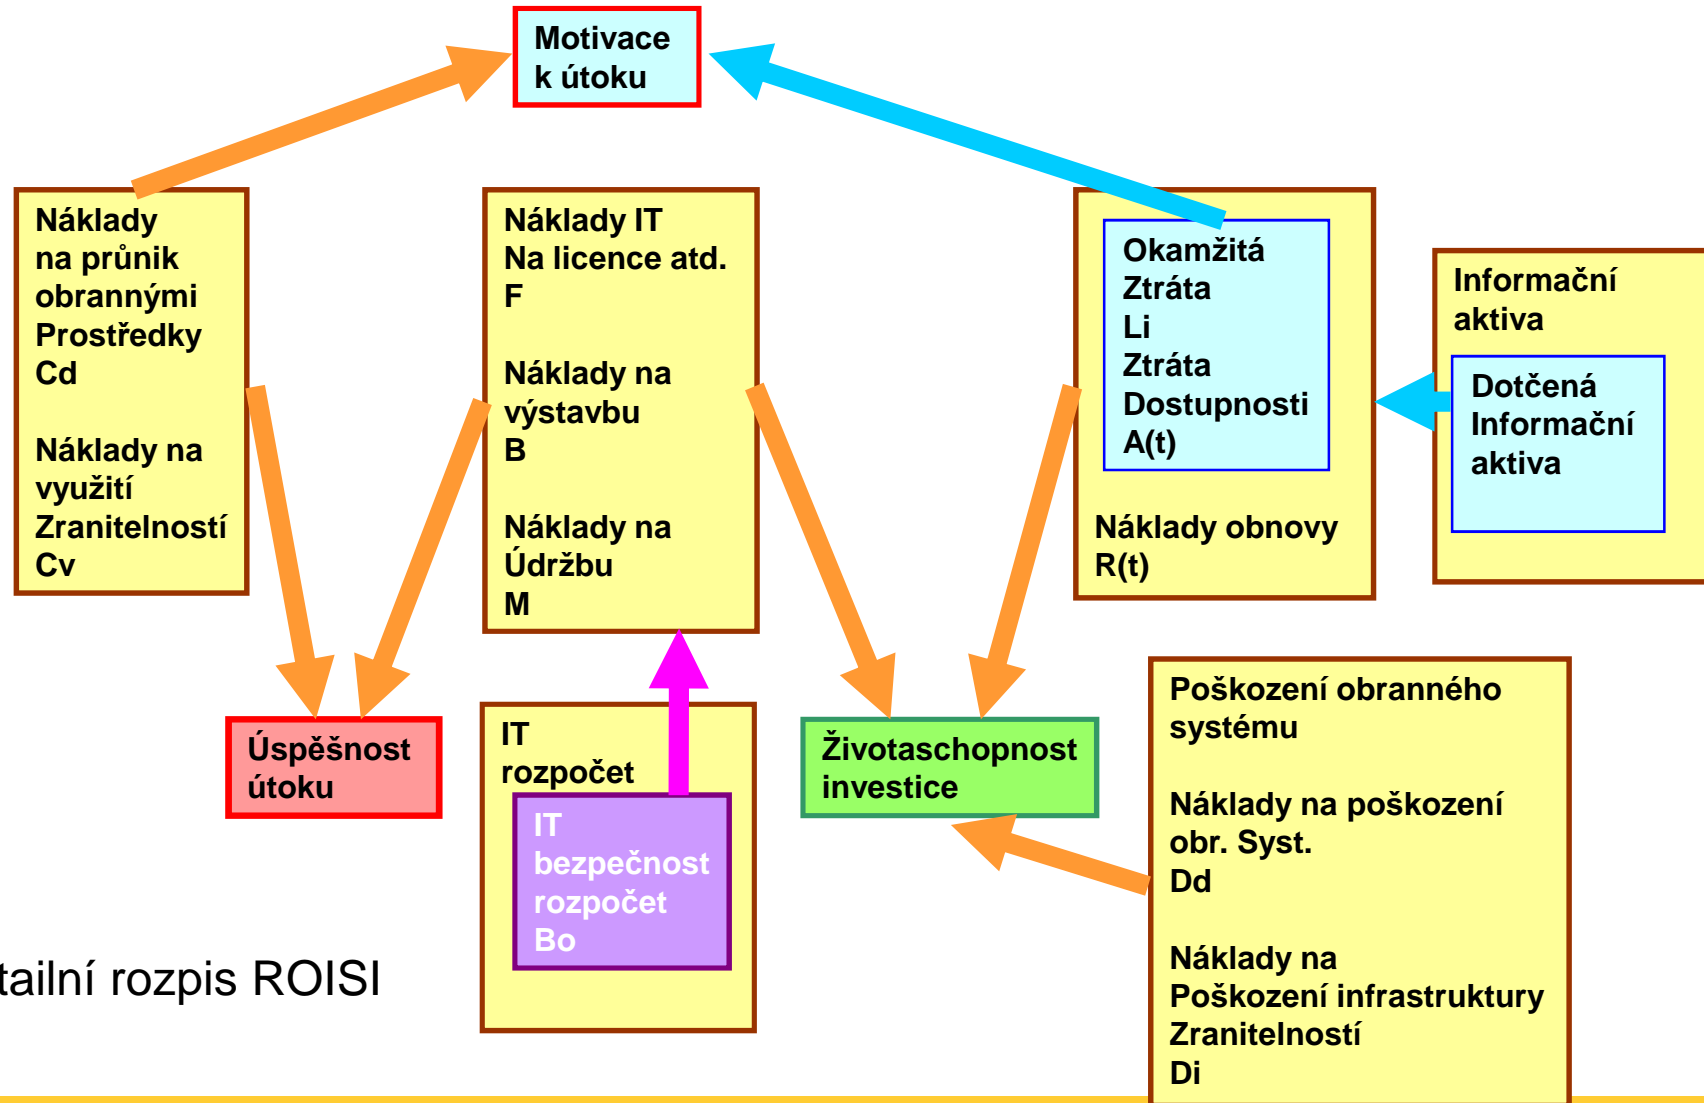 Motivace
k útoku
Náklady
na průnik
obrannými
Prostředky
Cd
Náklady na
využití
Zranitelností
Cv
Náklady IT
Na licence atd.
F
Náklady na
výstavbu
B
Náklady na
Údržbu
M
Okamžitá
Ztráta
Li
Ztráta
Dostupnosti
A(t)
Náklady obnovy
R(t)
Informační
aktiva
Dotčená
Informační
aktiva
Úspěšnost
útoku
IT
rozpočet
IT
bezpečnost
rozpočet
Bo
Životaschopnost
investice
Poškození obranného
systému
Náklady na poškození
obr. Syst.
Dd
Náklady na
Poškození infrastruktury
Zranitelností
Di
tailní rozpis ROISI